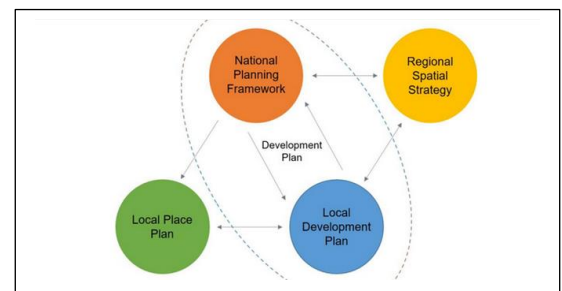 National
Planning
Framework
Regional
Spatial
Strategy
Development
Plan
Local Place
Plan
Local
Development
Plan